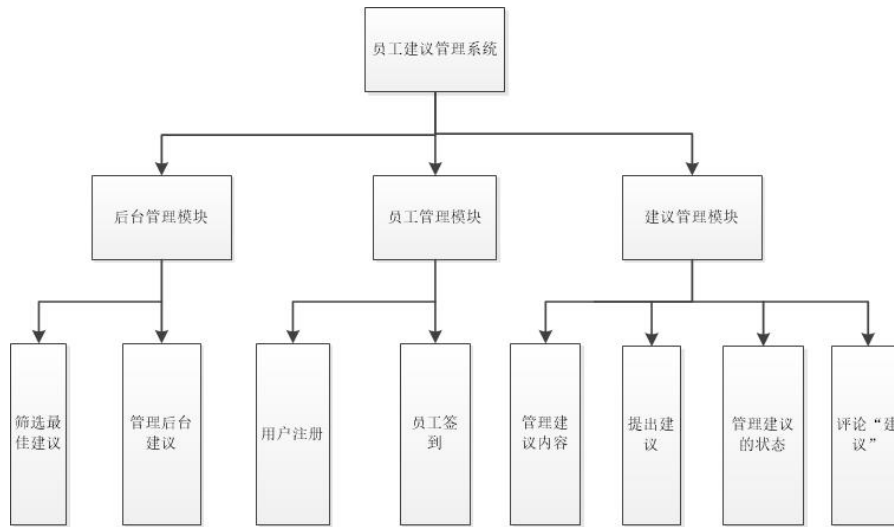 员工建议管理系统
后台管理模块
员工管理模块
建议管理模块
筛选最
佳建议
管理后台
建议
用户注册
员工签
到
管理建
议内容
提出建
议
管理建议
的状态
评论“建
议”